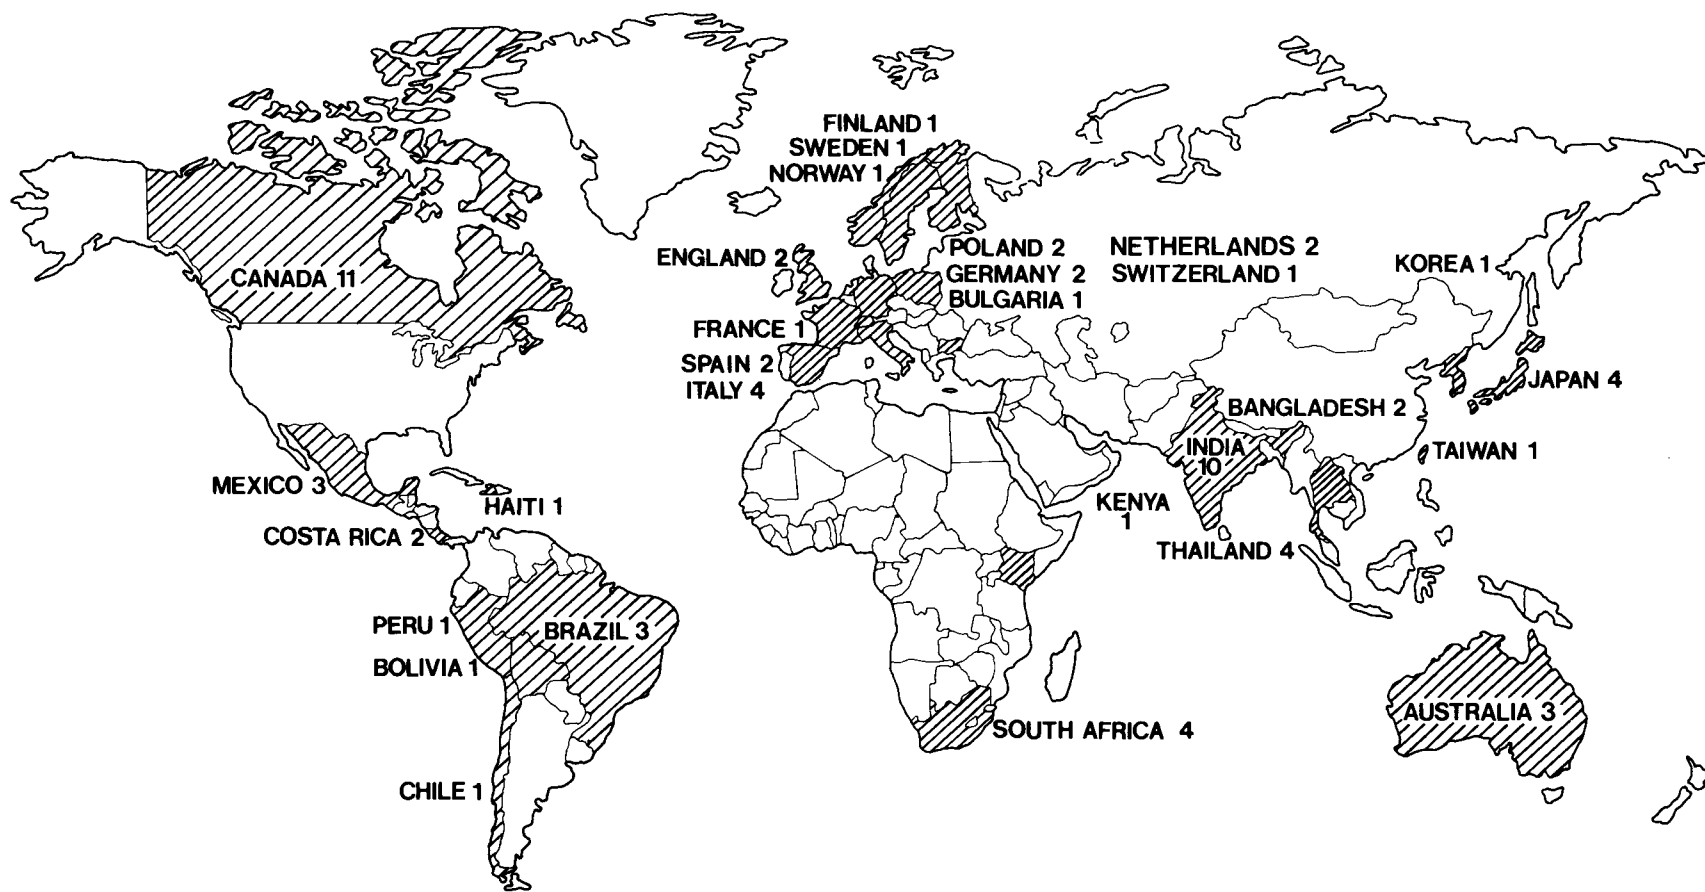 FINLAND 1
SWEDEN 1
NORWAY 1
ENGLAND 2
POLAND 2
GERMANY 2
BULGARIA 1
NETHERLANDS 2
SWITZERLAND 1
KOREA 1
CANADA 11
FRANCE 1
SPAIN 2
ITALY 4
JAPAN 4
BANGLADESH 2
INDIA
10
TAIWAN 1
MEXICO 3
HAITI 1
COSTA RICA 2
KENYA
1
THAILAND 4
PERU 1
BRAZIL 3
BOLIVIA 1
AUSTRALIA 3
SOUTH AFRICA 4
CHILE 1